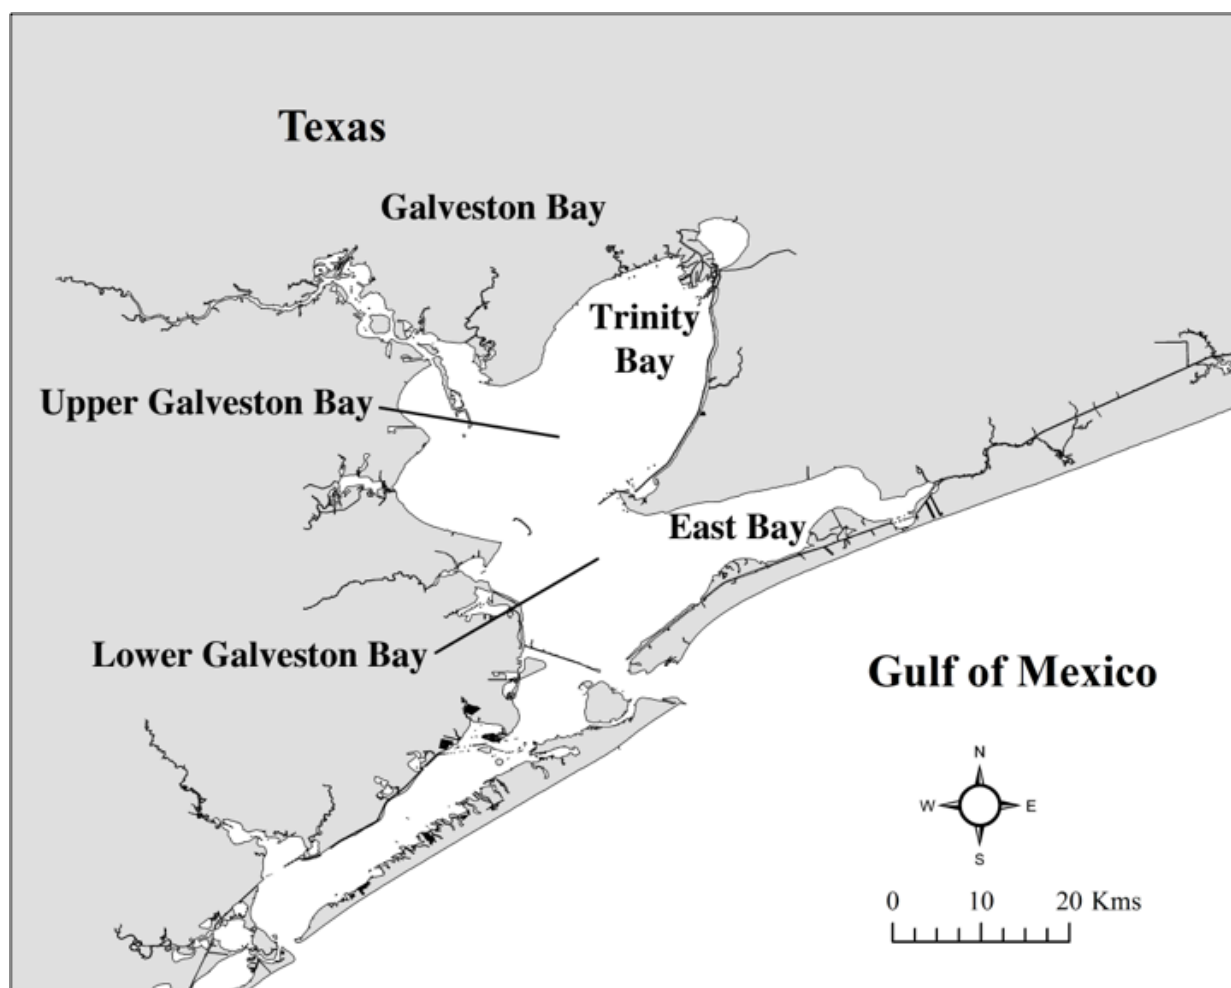 Texas
Galveston Bay
Trinity
Bay
Upper Galveston Bay
East Bay
Lower Galveston Bay
Gulf of Mexico
N
W E
S
0 10 20 Kms